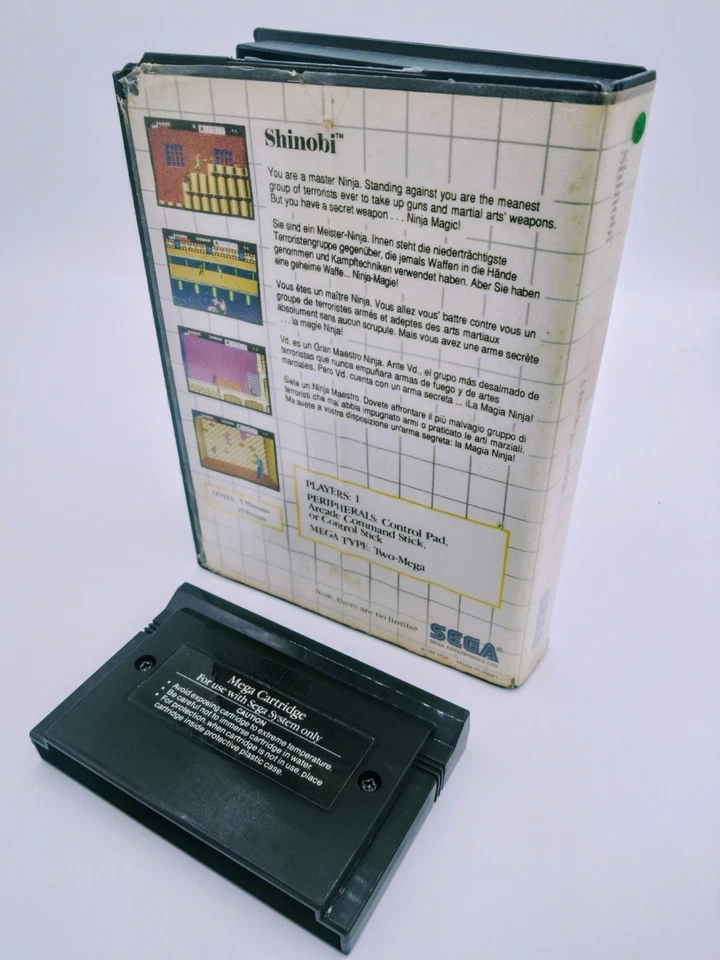 Shinobi™
You are a master Ninja. Standing against you are the meanest
group of terrorists ever to take up guns and martial arts' weapons.
But you have a secret weapon . . . Ninja Magic!
Sie sind ein Meister-Ninja. Ihnen steht die niederträchtigste
Terroristengruppe gegenüber, die jemals Waffen in die Hände
genommen und Kampftechniken verwendet haben. Aber Sie haben
eine geheime Waffe... Ninja-Magie!
Vous êtes un maître Ninja. Vous allez vous' battre contre vous un
groupe de terroristes armés et adeptes des arts martiaux
absolument sans aucun scrupule. Mais vous avez une arme secrète
. . . la magie Ninja!
Vd. es un Gran Maestro Ninja. Ante Vd., el grupo más desalmado de
terroristas que nunca empuñara armas de fuego y de artes
marciales. Pero Vd. cuenta con un arma secreta ... ¡La Magia Ninja!
Siete un Ninja Maestro. Dovete affrontare il più malvagio gruppo di
terroristi che mai abbia impugnato armi o praticato le arti marziali.
Ma avete a vostra disposizione un'arma segreta: la Magia Ninja!
PLAYERS: 1
PERIPHERALS: Control Pad,
Arcade Command Stick,
or Control Stick
MEGA TYPE: Two-Mega
Now, there are no limits!
SEGA®
SEGA ENTERPRISES LTD
Made in Japan
Shinobi
SEGA
Mega Cartridge
For use with Sega System only
CAUTION
• Avoid exposing cartridge to extreme temperature.
• Be careful not to immerse cartridge in water.
• For protection, when cartridge is not in use, place
cartridge inside protective plastic case.